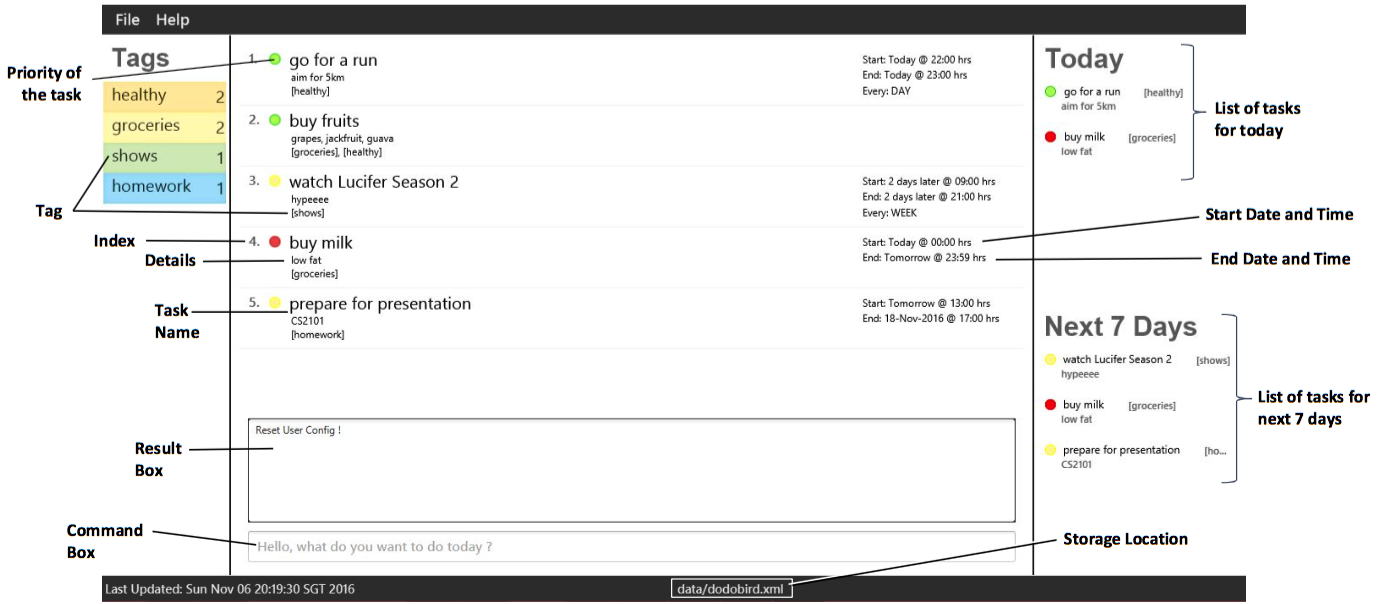 File Help
Priority of
the task
Tag
Index
Details
Task
Name
Result
Box
Command
Box
Tags
healthy 2
groceries 2
shows 1
homework 1
1. go for a run
aim for 5km
[healthy]
Start: Today @ 22:00 hrs
End: Today @ 23:00 hrs
Every: DAY
2. buy fruits
grapes, jackfruit, guava
[groceries], [healthy]
3. watch Lucifer Season 2
hypeeee
[shows]
Start: 2 days later @ 09:00 hrs
End: 2 days later @ 21:00 hrs
Every: WEEK
4. buy milk
low fat
[groceries]
Start: Today @ 00:00 hrs
End: Tomorrow @ 23:59 hrs
5. prepare for presentation
CS2101
[homework]
Start: Tomorrow @ 13:00 hrs
End: 18-Nov-2016 @ 17:00 hrs
Reset User Config !
Hello, what do you want to do today ?
Today
go for a run [healthy]
aim for 5km
buy milk [groceries]
low fat
Next 7 Days
watch Lucifer Season 2 [shows]
hypeeee
buy milk [groceries]
low fat
prepare for presentation [ho...
CS2101
List of tasks
for today
Start Date and Time
End Date and Time
List of tasks for
next 7 days
Storage Location
Last Updated: Sun Nov 06 20:19:30 SGT 2016
data/dodobird.xml